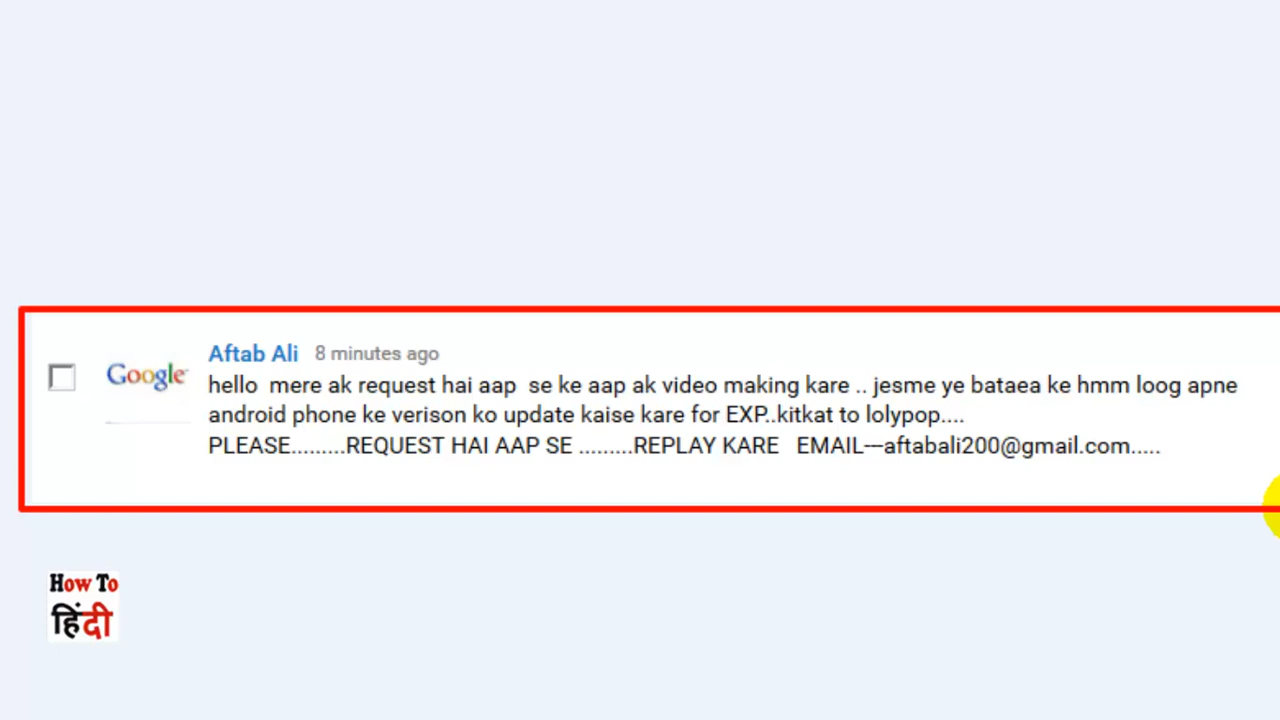 Aftab Ali 8 minutes ago
Google
hello mere ak request hai aap se ke aap ak video making kare .. jesme ye bataea ke hmm loog apne
android phone ke verison ko update kaise kare for EXP..kitkat to lolypop....
PLEASE.........REQUEST HAI AAP SE .........REPLAY KARE EMAIL---aftabali200@gmail.com.....
How To
हिंदी